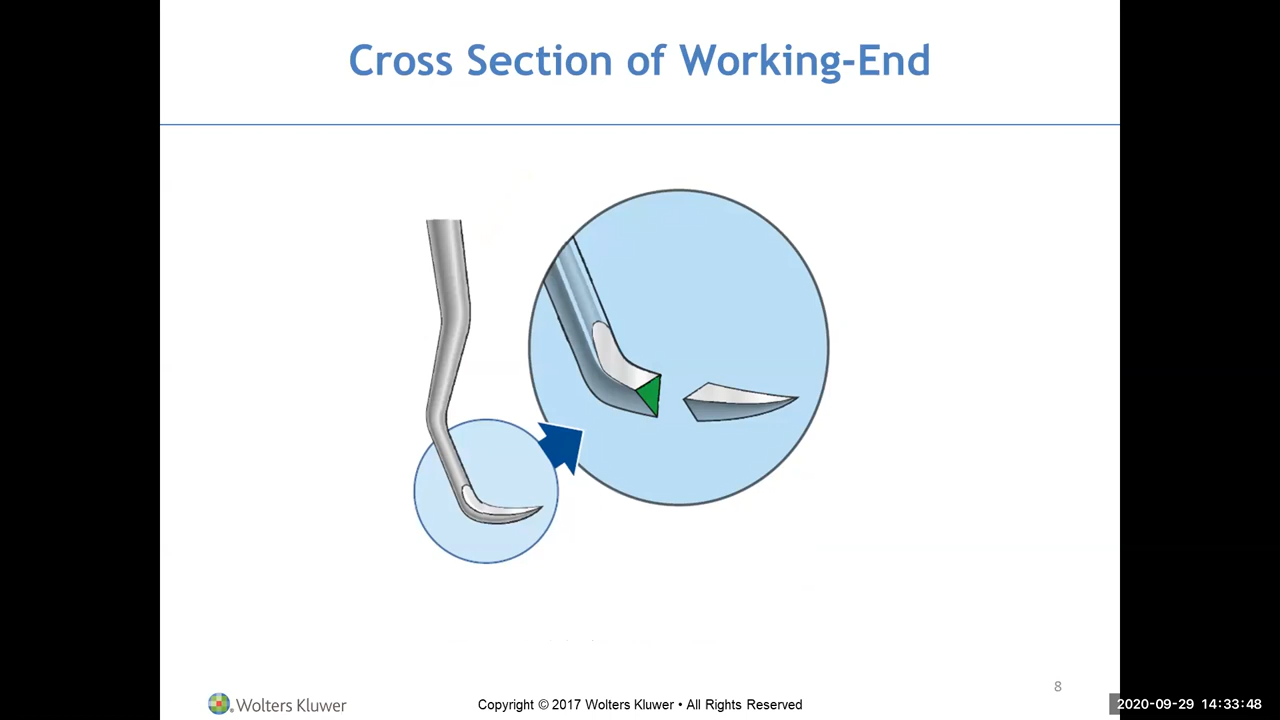 Cross Section of Working-End
8
Wolters Kluwer
Copyright © 2017 Wolters Kluwer • All Rights Reserved
2020-09-29 14:33:48